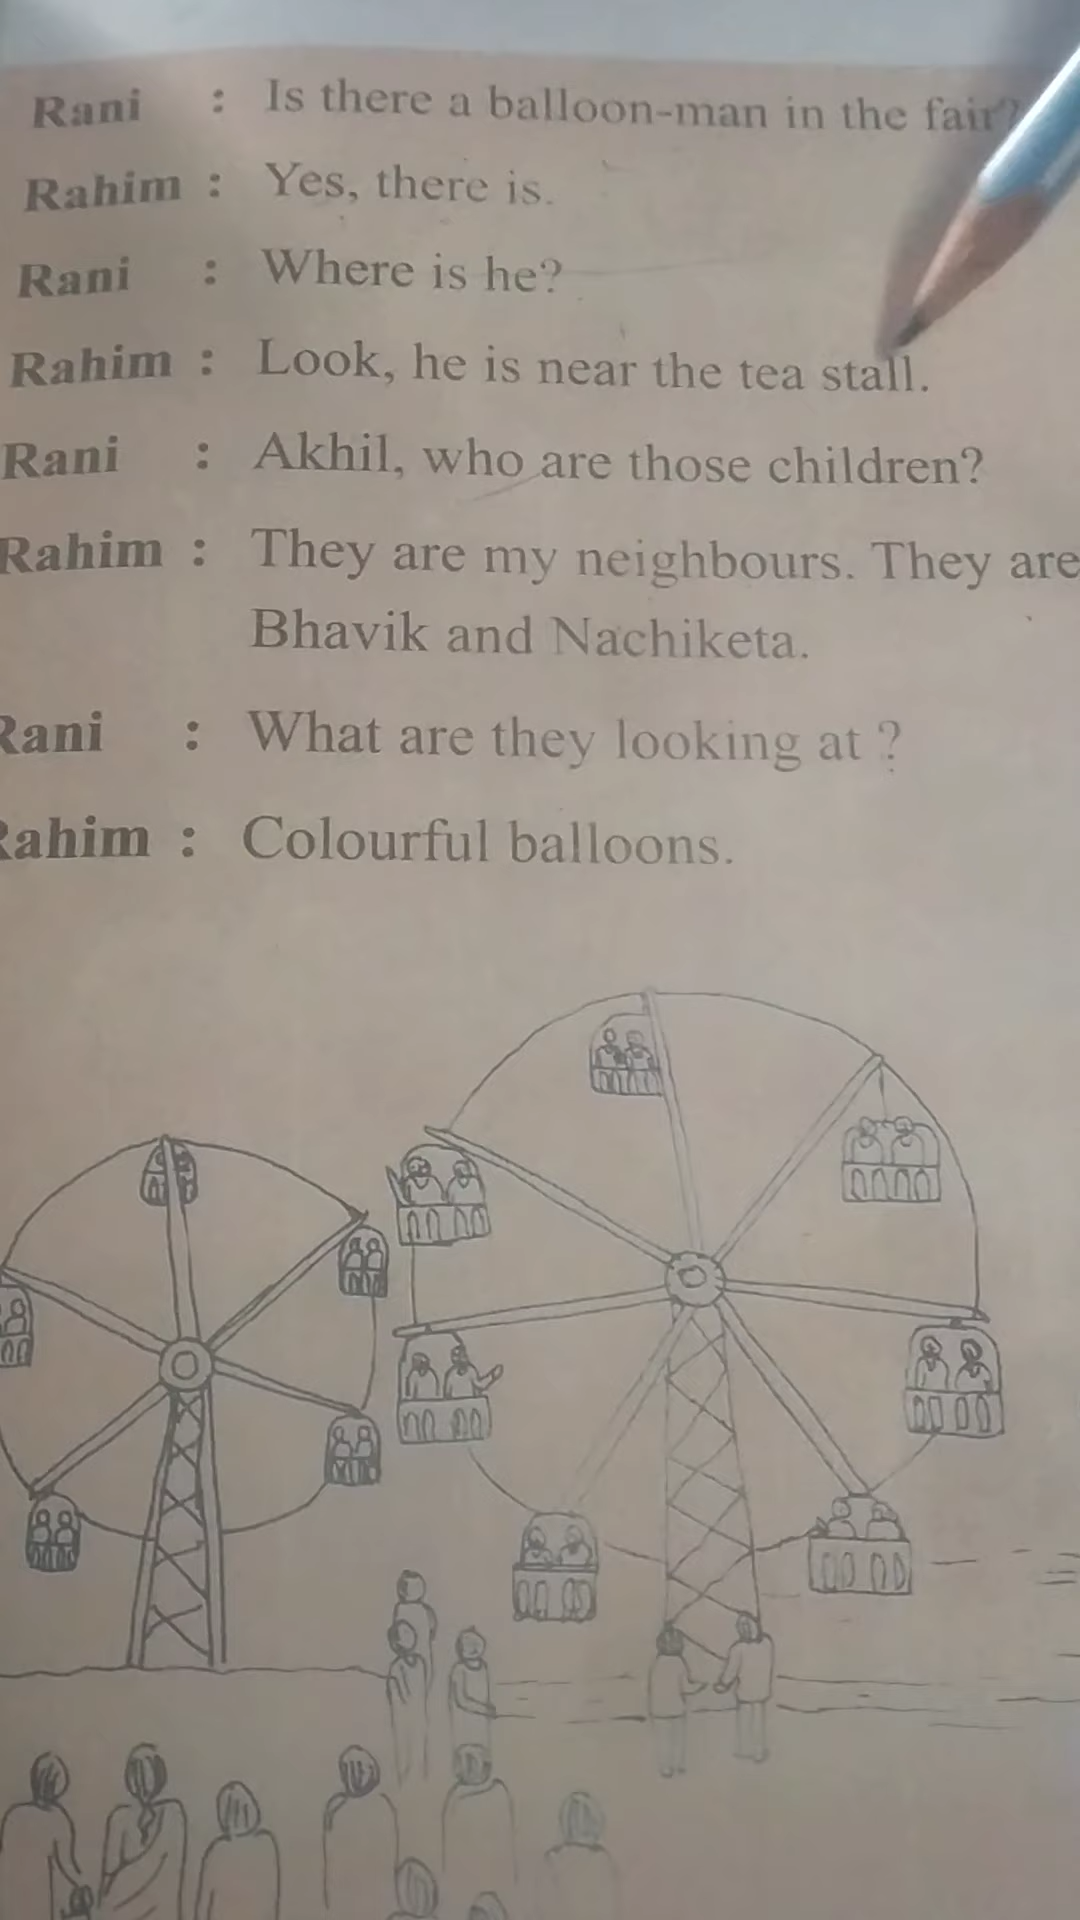 Rani : Is there a balloon-man in the fair?
Rahim : Yes, there is.
Rani : Where is he?
Rahim : Look, he is near the tea stall.
Rani : Akhil, who are those children?
Rahim : They are my neighbours. They are
Bhavik and Nachiketa.
Rani : What are they looking at ?
Rahim : Colourful balloons.